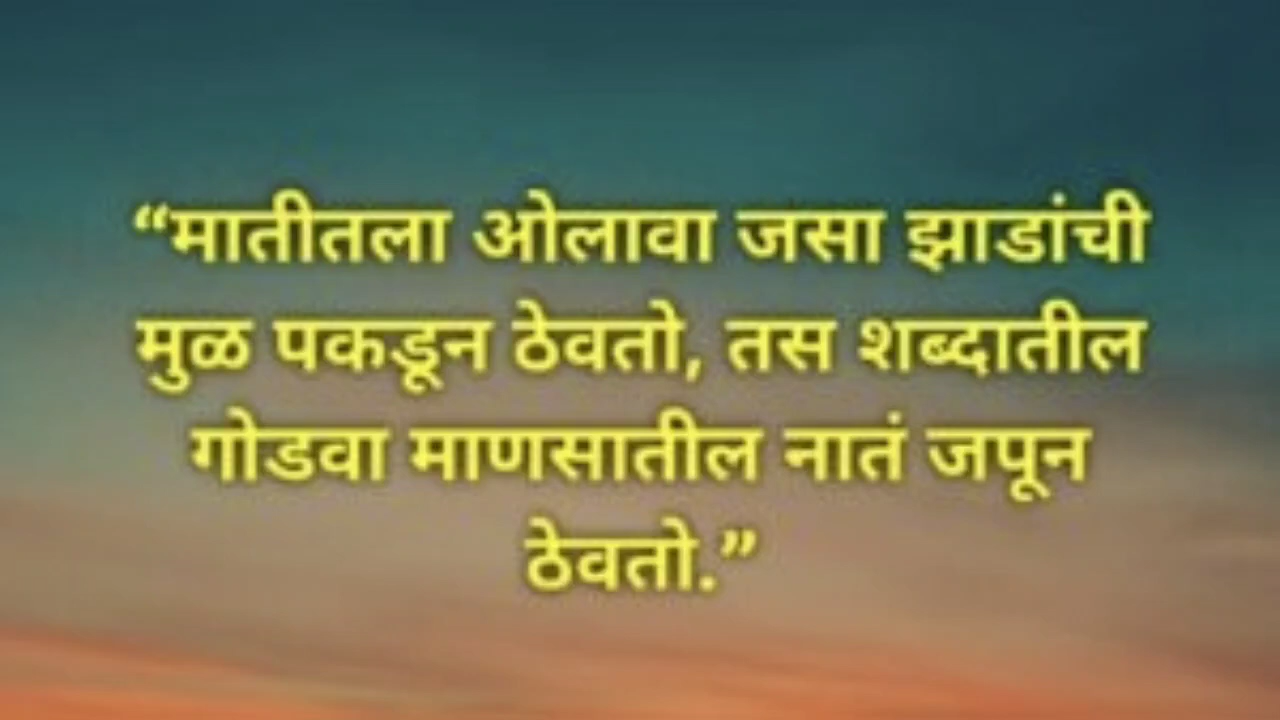 “मातीतला ओलावा जसा झाडांची
मुळ पकडून ठेवतो, तस शब्दातील
गोडवा माणसातील नातं जपून
ठेवतो.”